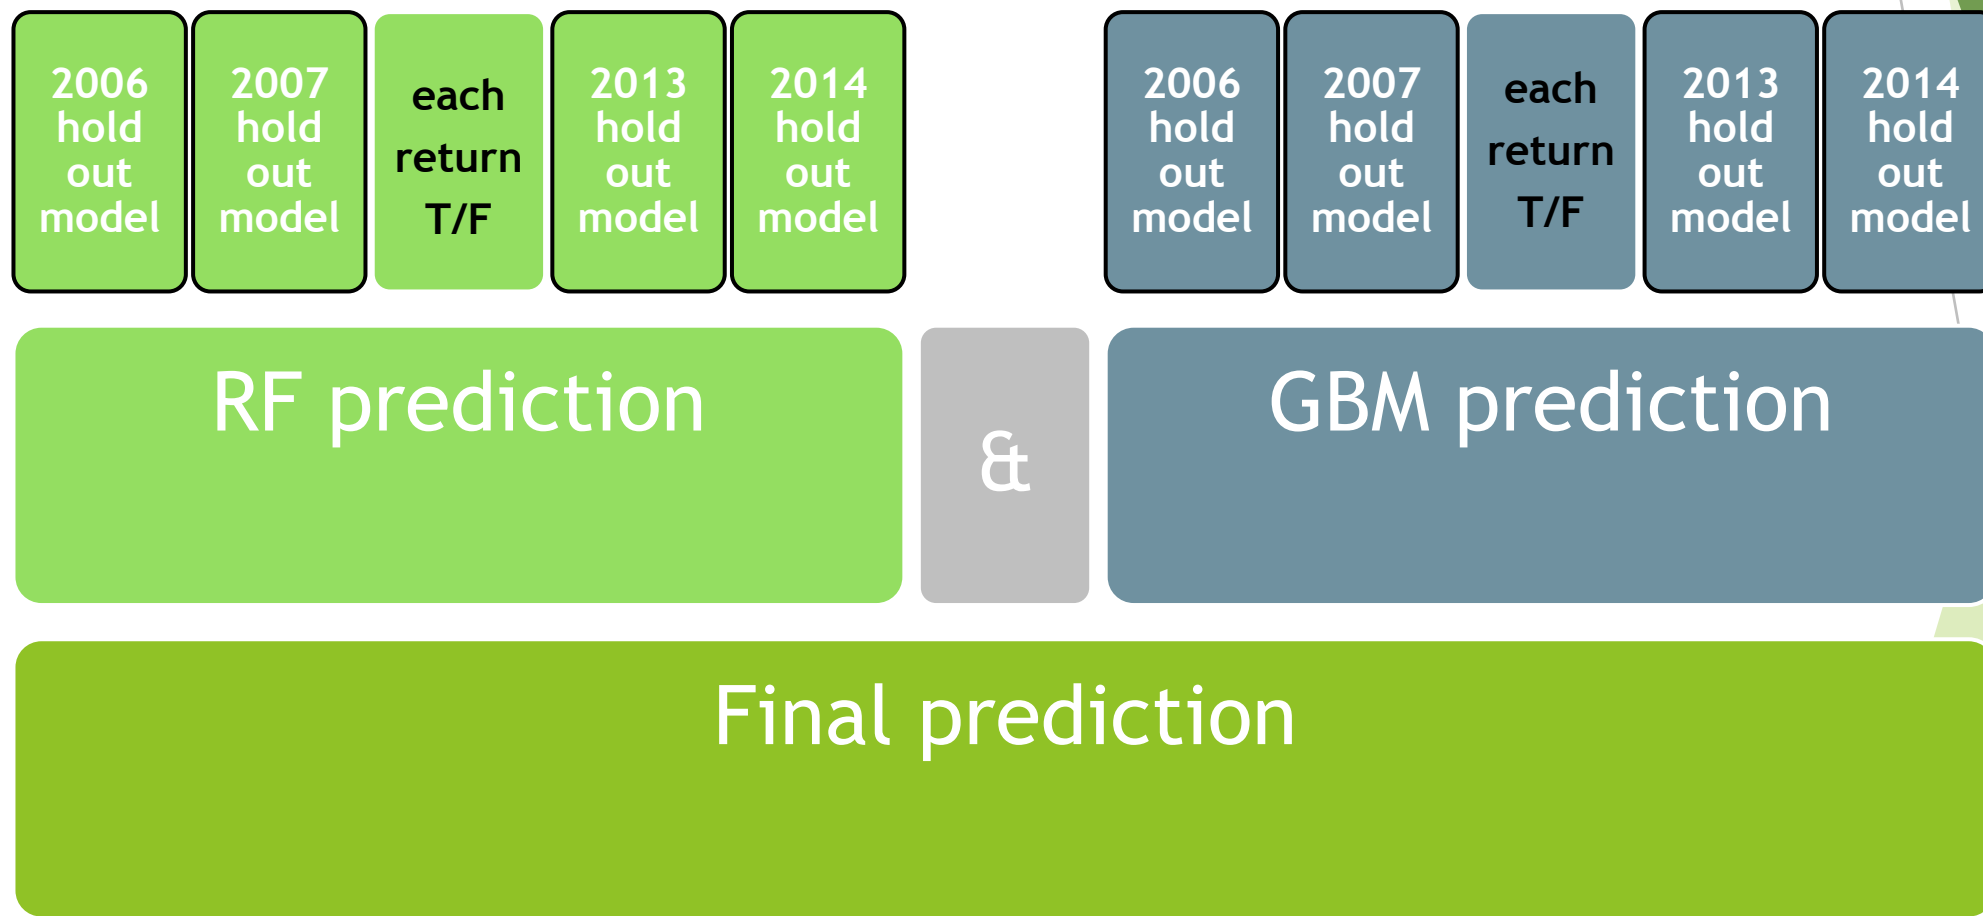 2006
hold
out
model
2007
hold
out
model
each
return
T/F
2013
hold
out
model
2014
hold
out
model
2006
hold
out
model
2007
hold
out
model
each
return
T/F
2013
hold
out
model
2014
hold
out
model
RF prediction
&
GBM prediction
Final prediction